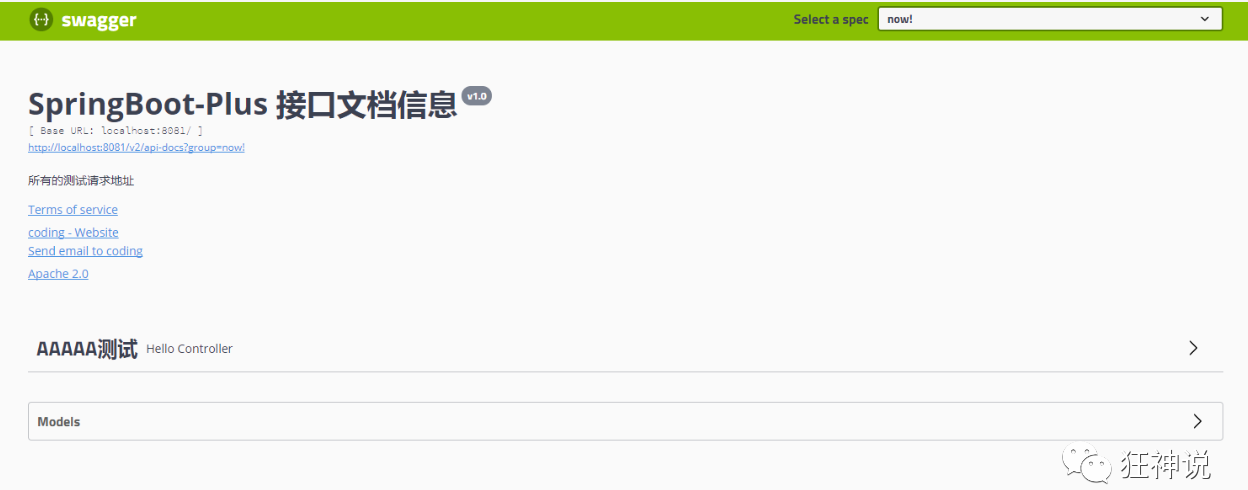 swagger Select a spec now!
SpringBoot-Plus 接口文档信息 v1.0
[ Base URL: localhost:8081/ ]
http://localhost:8081/v2/api-docs?group=now!
所有的测试请求地址
Terms of service
coding - Website
Send email to coding
Apache 2.0
AAAAA测试 Hello Controller
Models
狂神说